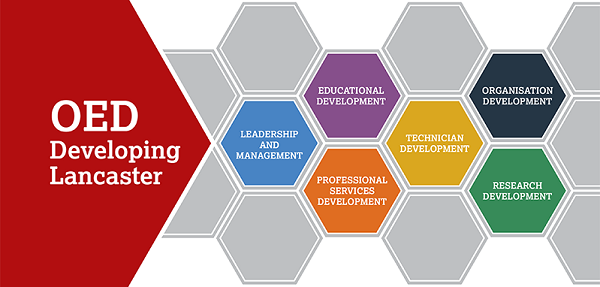 OED
Developing
Lancaster
LEADERSHIP
AND
MANAGEMENT
EDUCATIONAL
DEVELOPMENT
PROFESSIONAL
SERVICES
DEVELOPMENT
TECHNICIAN
DEVELOPMENT
ORGANISATION
DEVELOPMENT
RESEARCH
DEVELOPMENT